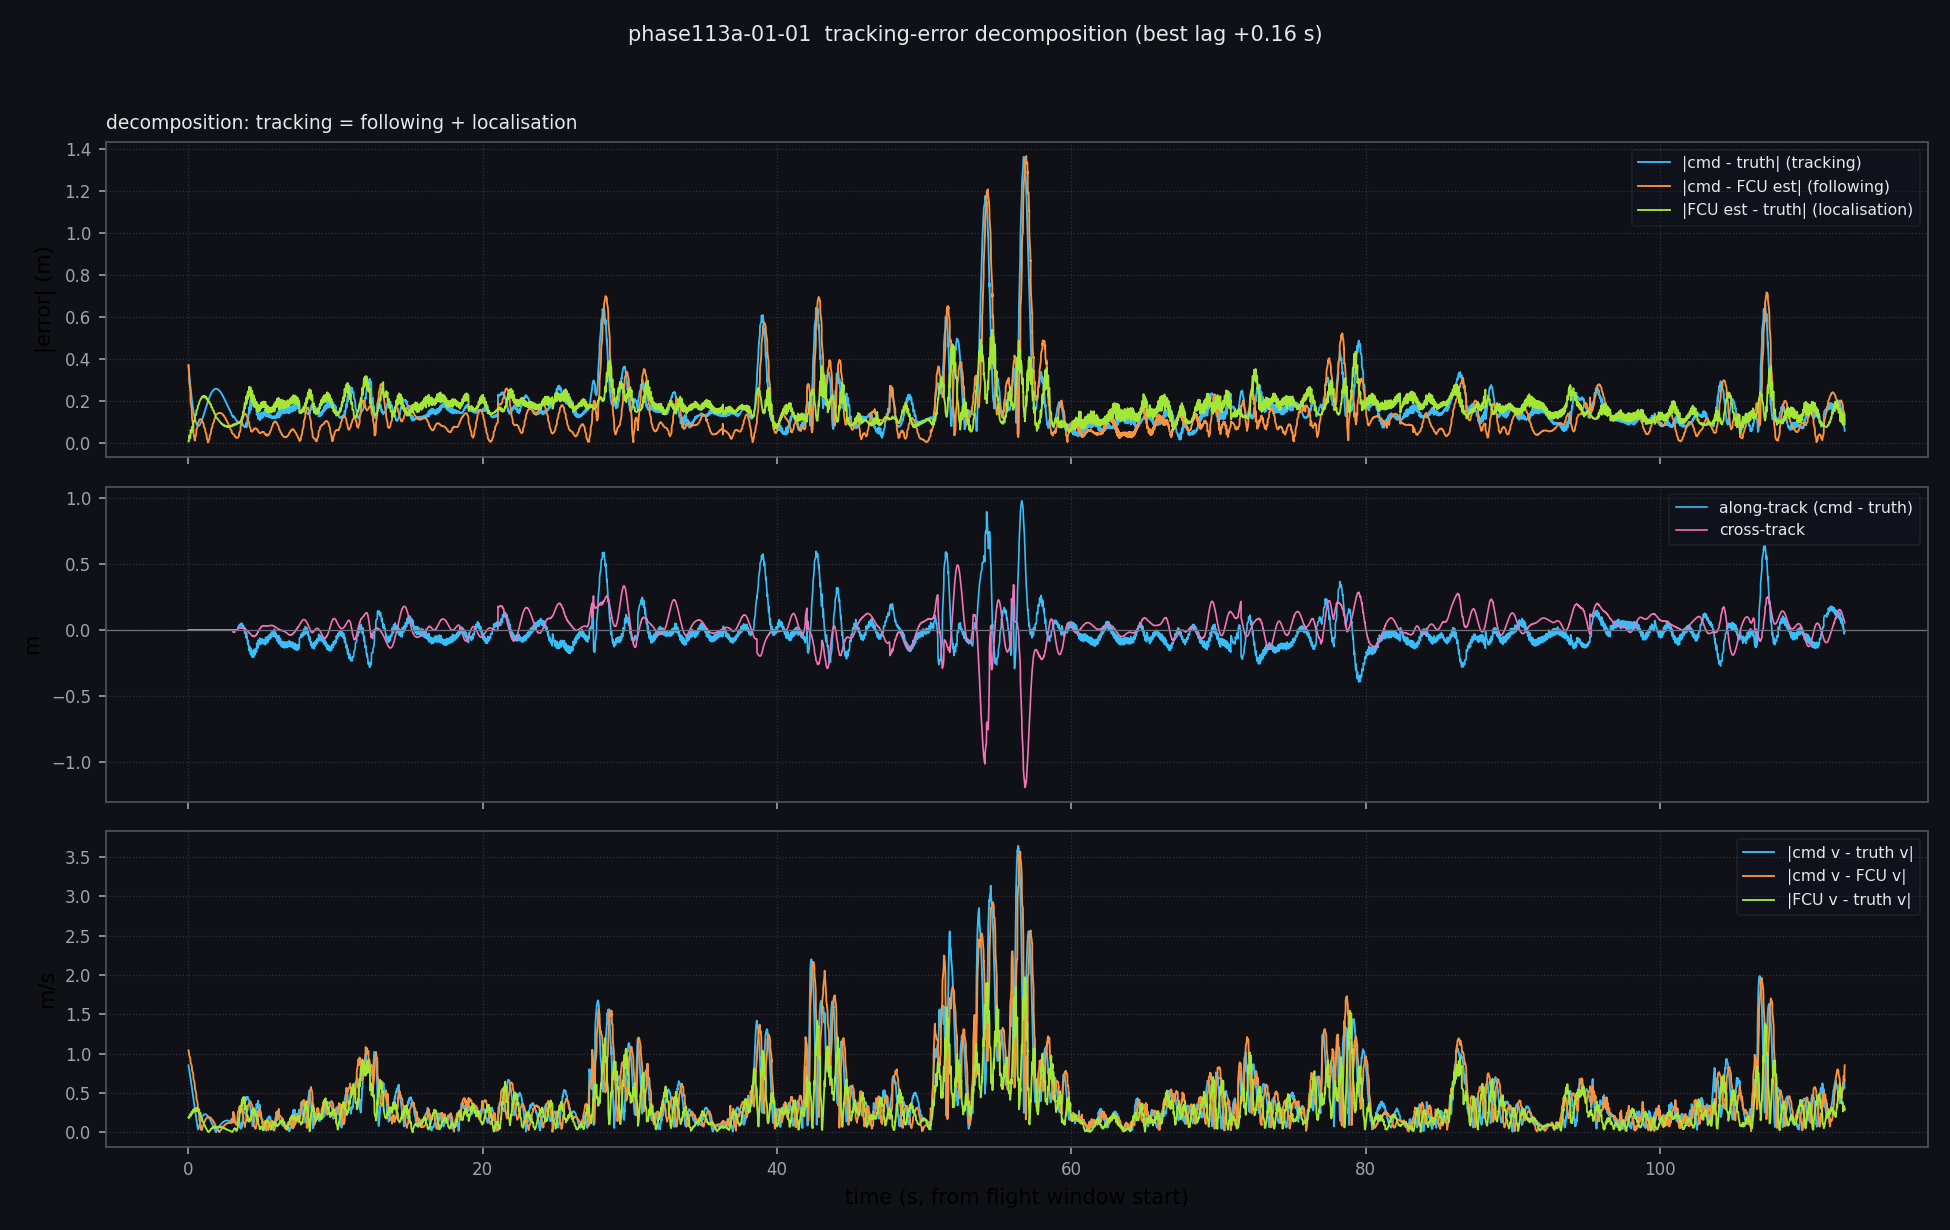 phase113a-01-01  tracking-error decomposition (best lag +0.16 s)
decomposition: tracking = following + localisation
|error| (m)
1.4
1.2
1.0
0.8
0.6
0.4
0.2
0.0
|cmd - truth| (tracking)
|cmd - FCU est| (following)
|FCU est - truth| (localisation)
m
1.0
0.5
0.0
−0.5
−1.0
along-track (cmd - truth)
cross-track
m/s
3.5
3.0
2.5
2.0
1.5
1.0
0.5
0.0
|cmd v - truth v|
|cmd v - FCU v|
|FCU v - truth v|
0 20 40 60 80 100
time (s, from flight window start)